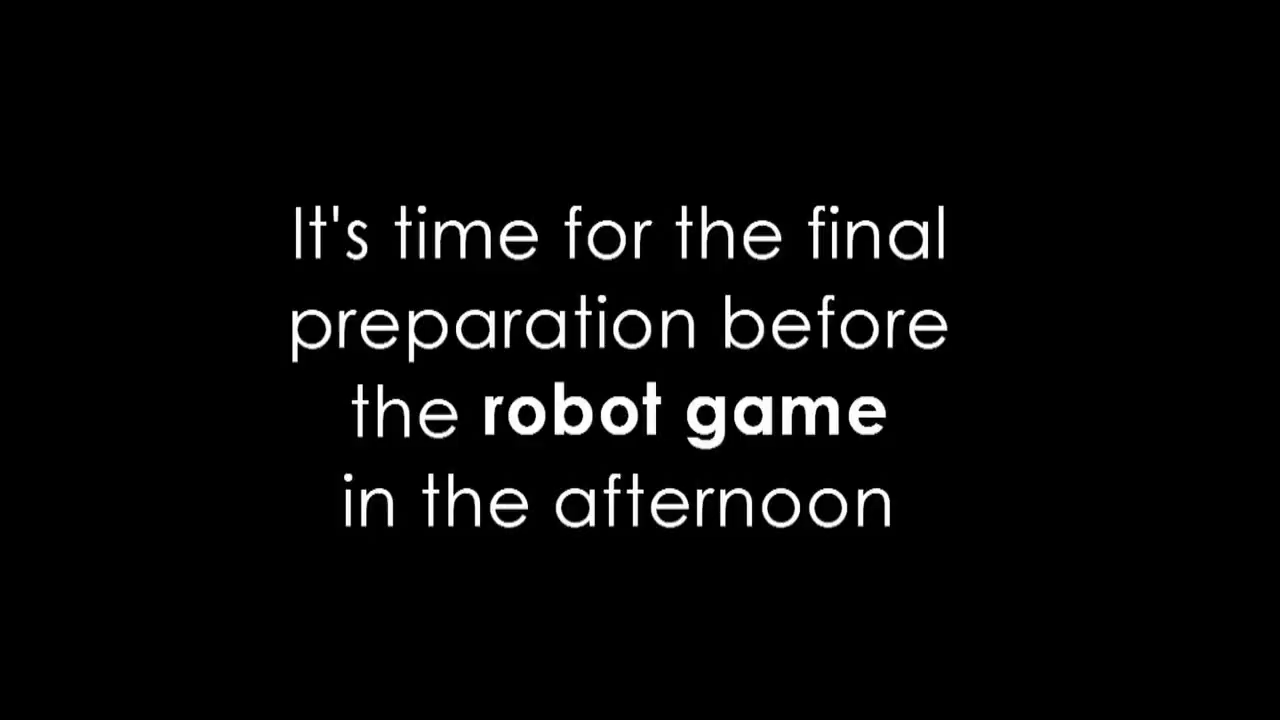 It's time for the final
preparation before
the robot game
in the afternoon